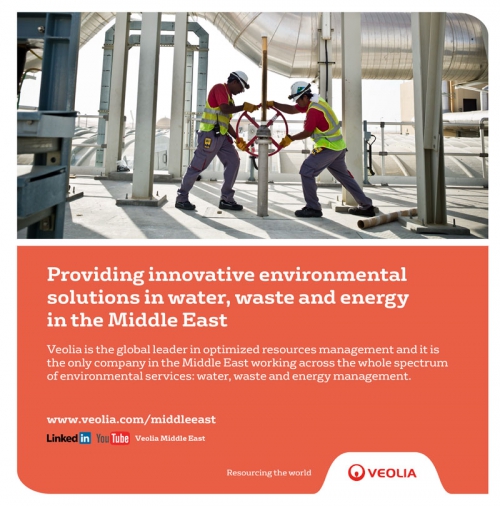 Providing innovative environmental
solutions in water, waste and energy
in the Middle East
Veolia is the global leader in optimized resources management and it is
the only company in the Middle East working across the whole spectrum
of environmental services: water, waste and energy management.
www.veolia.com/middleeast
Linked in YouTube Veolia Middle East
Resourcing the world
VEOLIA